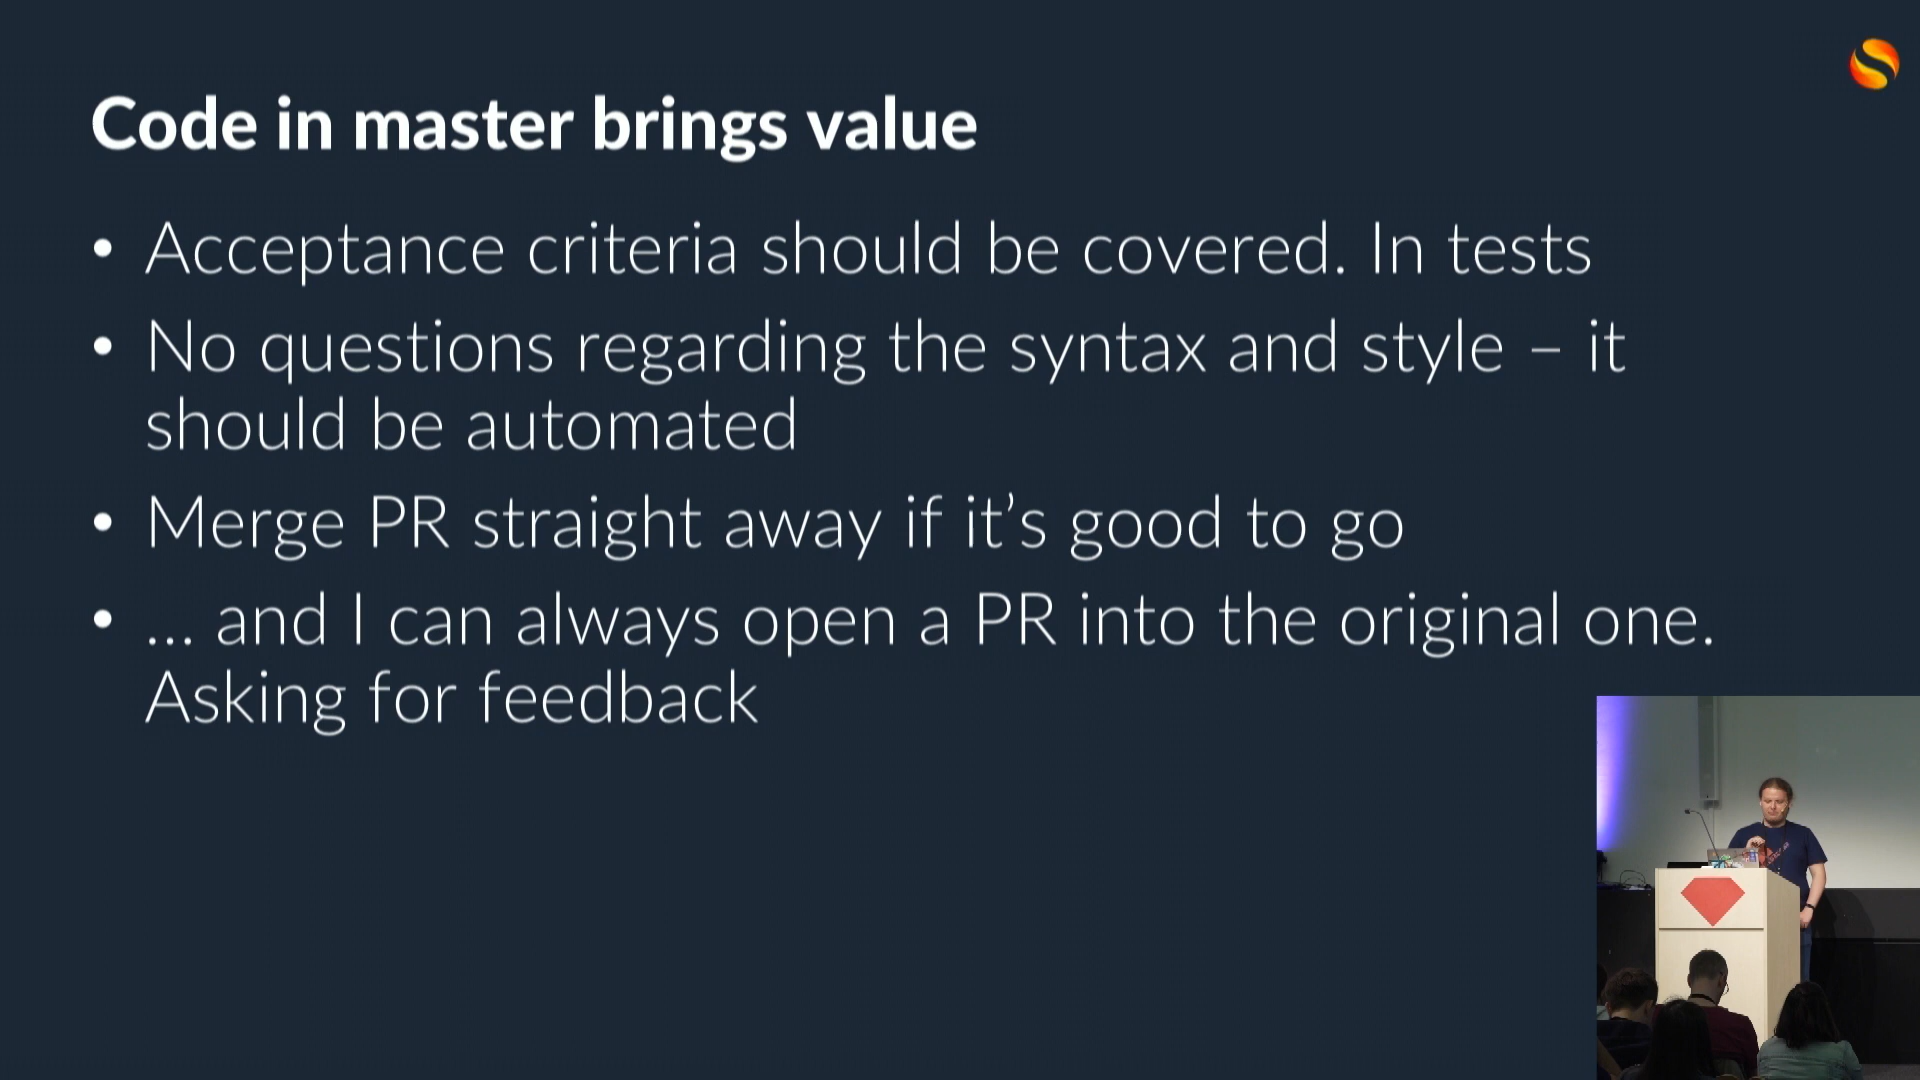 Code in master brings value
• Acceptance criteria should be covered. In tests
• No questions regarding the syntax and style – it
should be automated
• Merge PR straight away if it’s good to go
• ... and I can always open a PR into the original one.
Asking for feedback